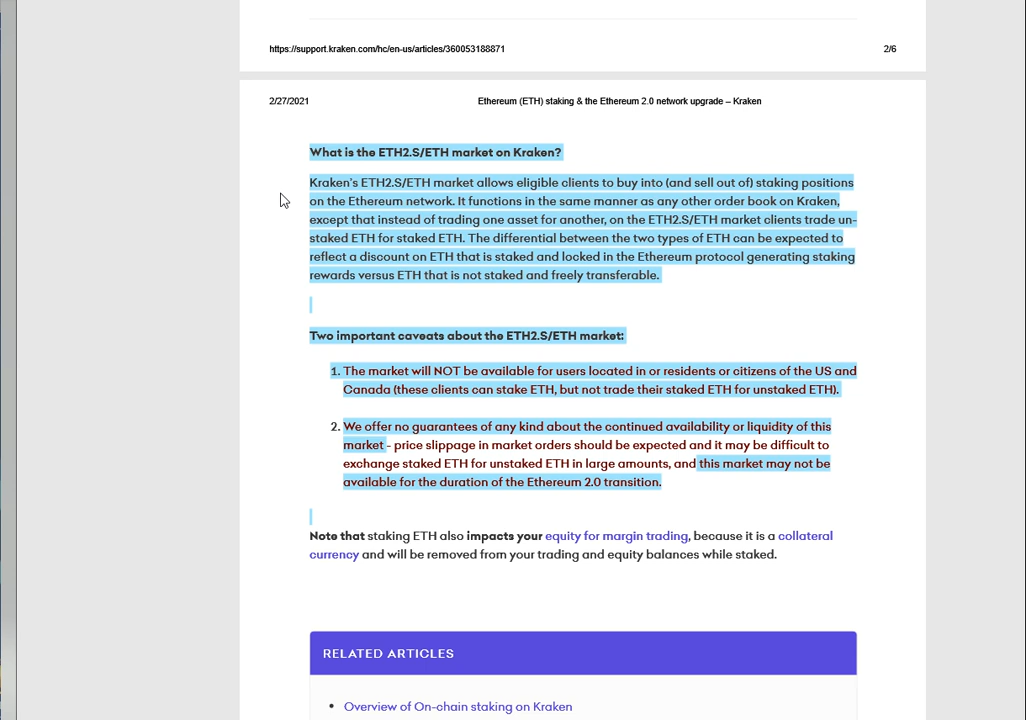 https://support.kraken.com/hc/en-us/articles/360053188871
2/6
2/27/2021
Ethereum (ETH) staking & the Ethereum 2.0 network upgrade – Kraken
What is the ETH2.S/ETH market on Kraken?
Kraken's ETH2.S/ETH market allows eligible clients to buy into (and sell out of) staking positions
on the Ethereum network. It functions in the same manner as any other order book on Kraken,
except that instead of trading one asset for another, on the ETH2.S/ETH market clients trade un-
staked ETH for staked ETH. The differential between the two types of ETH can be expected to
reflect a discount on ETH that is staked and locked in the Ethereum protocol generating staking
rewards versus ETH that is not staked and freely transferable.
Two important caveats about the ETH2.S/ETH market:
1. The market will NOT be available for users located in or residents or citizens of the US and
Canada (these clients can stake ETH, but not trade their staked ETH for unstaked ETH).
2. We offer no guarantees of any kind about the continued availability or liquidity of this
market - price slippage in market orders should be expected and it may be difficult to
exchange staked ETH for unstaked ETH in large amounts, and this market may not be
available for the duration of the Ethereum 2.0 transition.
Note that staking ETH also impacts your equity for margin trading, because it is a collateral
currency and will be removed from your trading and equity balances while staked.
RELATED ARTICLES
• Overview of On-chain staking on Kraken